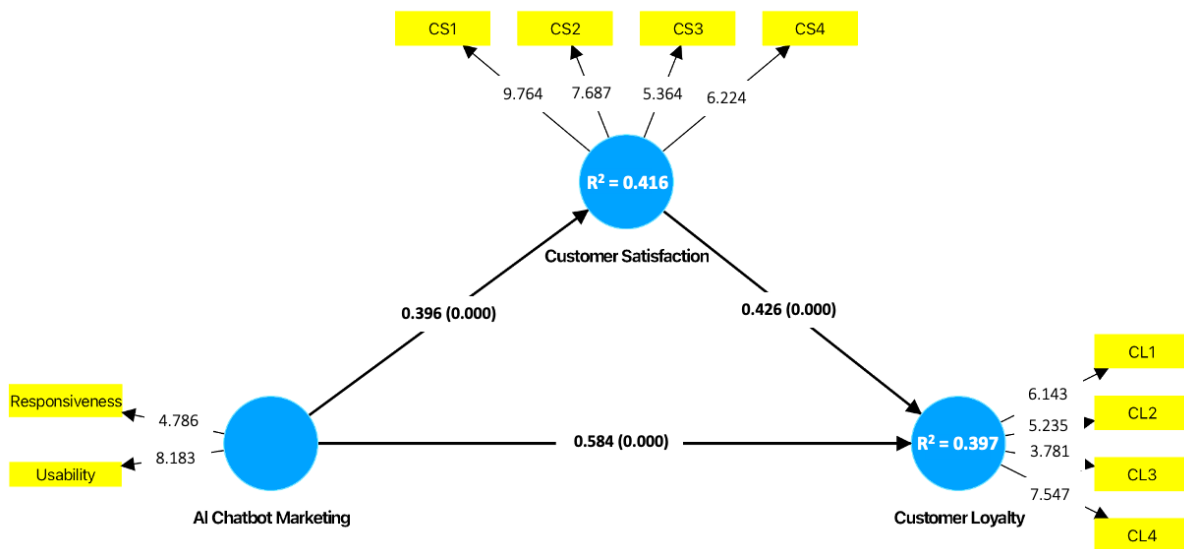 CS1 CS2 CS3 CS4
9.764 7.687 5.364 6.224
R² = 0.416
Customer Satisfaction
0.396 (0.000) 0.426 (0.000)
CL1
Responsiveness 6.143
4.786 CL2
5.235
8.183 0.584 (0.000) R² = 0.397 3.781
Usability CL3
7.547
AI Chatbot Marketing Customer Loyalty
CL4